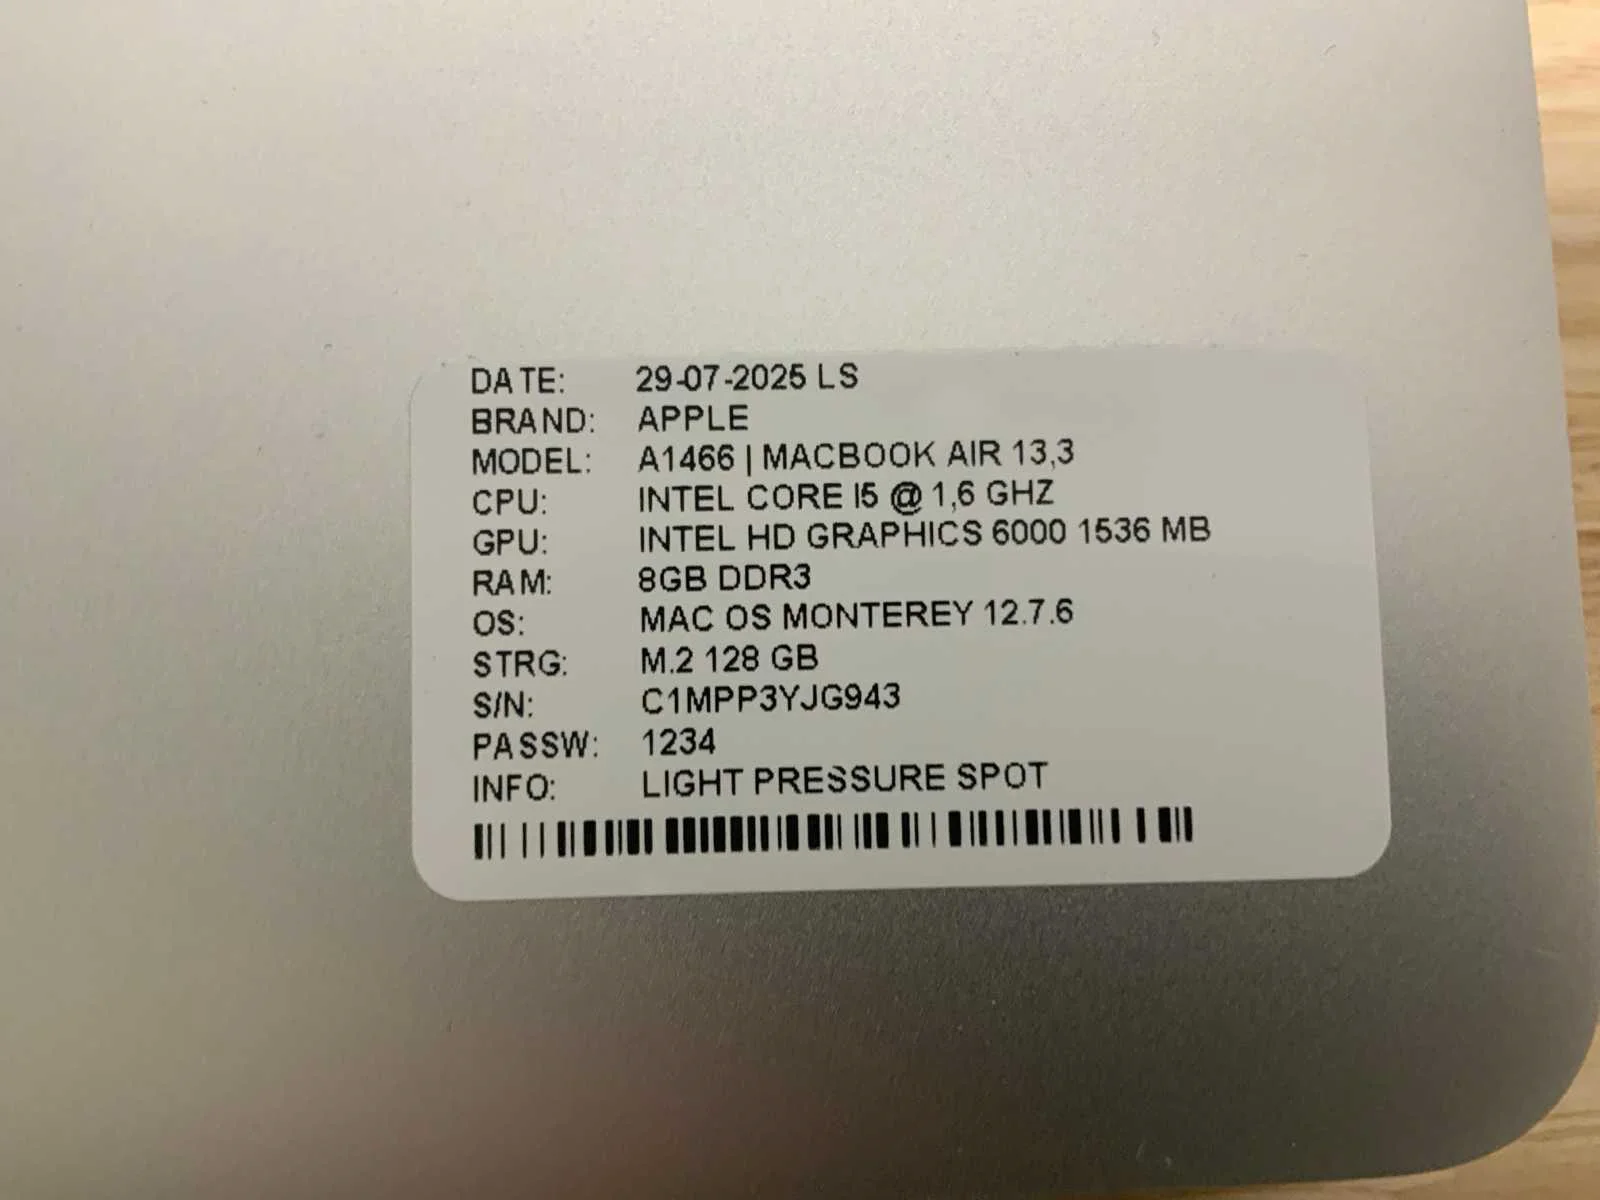 DATE: 29-07-2025 LS
BRAND: APPLE
MODEL: A1466 | MACBOOK AIR 13,3
CPU: INTEL CORE I5 @ 1,6 GHZ
GPU: INTEL HD GRAPHICS 6000 1536 MB
RAM: 8GB DDR3
OS: MAC OS MONTEREY 12.7.6
STRG: M.2 128 GB
S/N: C1MPP3YJG943
PASSW: 1234
INFO: LIGHT PRESSURE SPOT